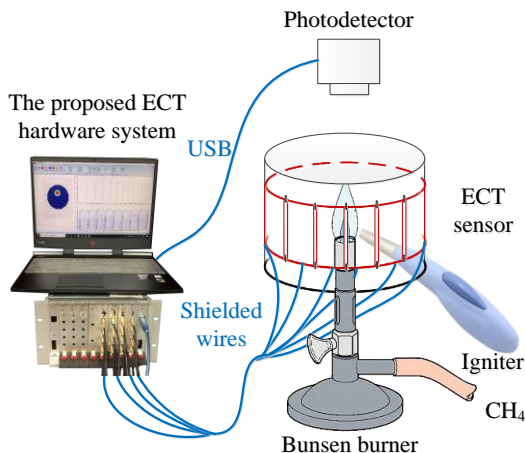 Photodetector
The proposed ECT
hardware system
USB
ECT
sensor
Shielded
wires
Igniter
CH₄
Bunsen burner